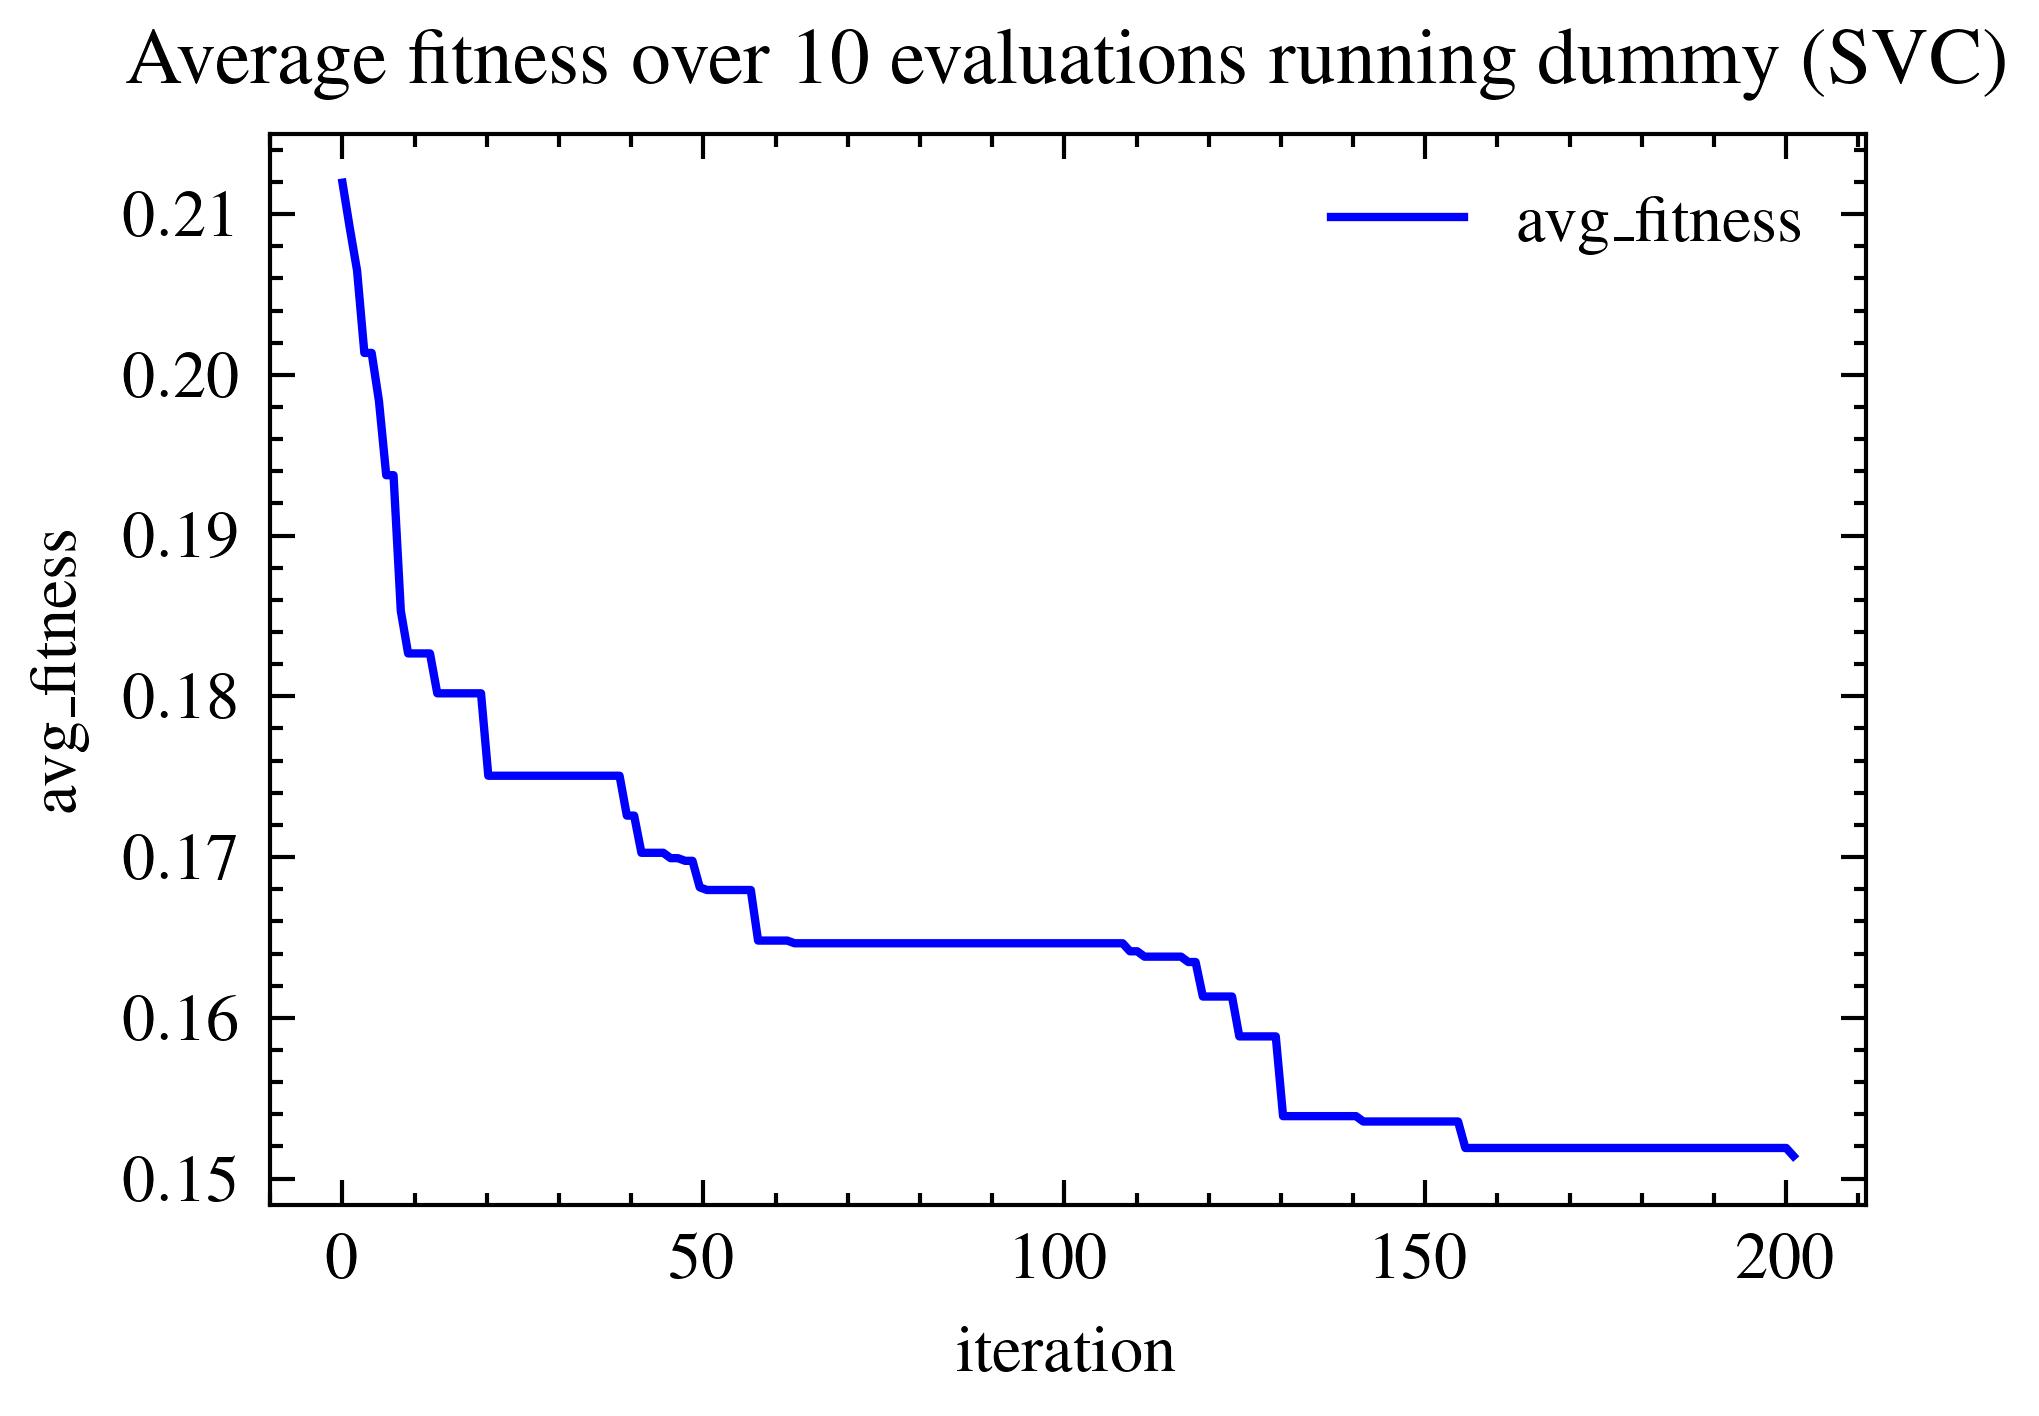 Average fitness over 10 evaluations running dummy (SVC)
avg_fitness
0.21
0.20
0.19
0.18
0.17
0.16
0.15
avg_fitness
0 50 100 150 200
iteration